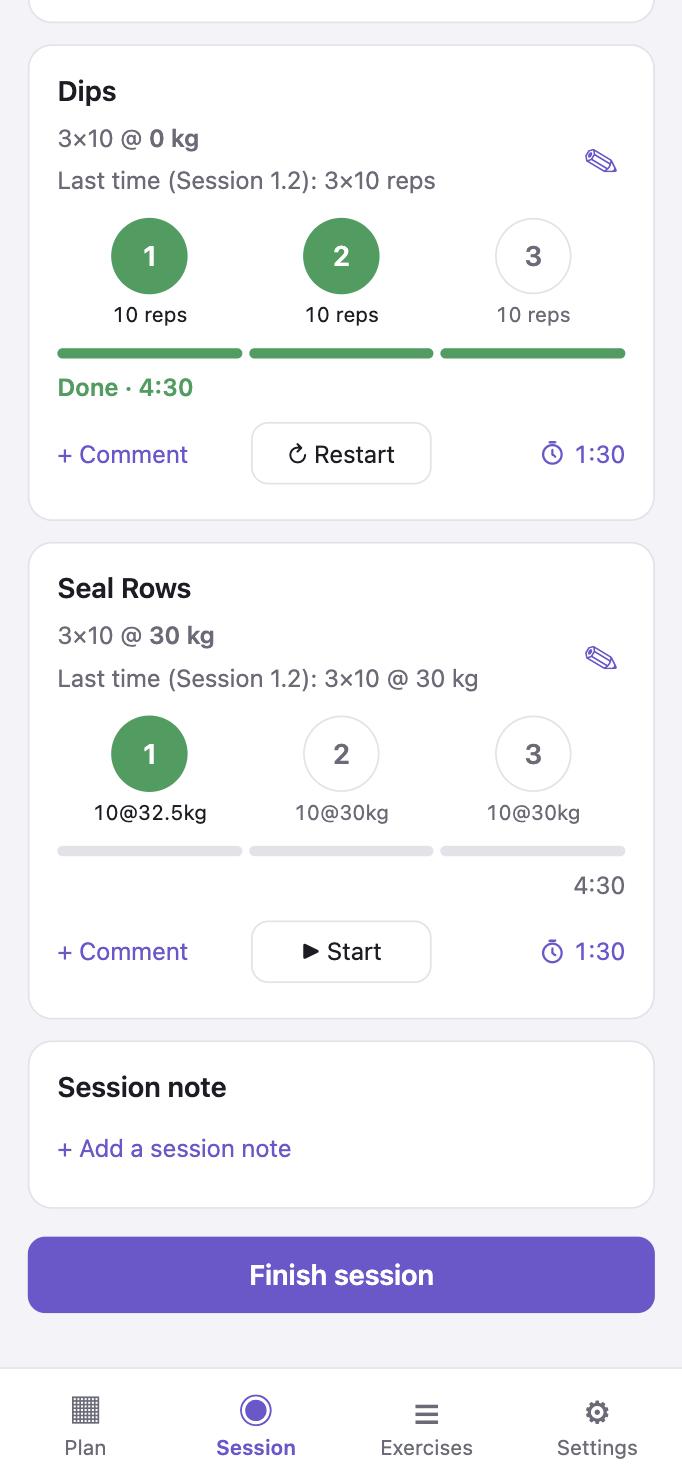 Dips
3×10 @ 0 kg
Last time (Session 1.2): 3×10 reps
1 2 3
10 reps 10 reps 10 reps
Done · 4:30
+ Comment ↻ Restart ⏱ 1:30
Seal Rows
3×10 @ 30 kg
Last time (Session 1.2): 3×10 @ 30 kg
1 2 3
10@32.5kg 10@30kg 10@30kg
4:30
+ Comment ▶ Start ⏱ 1:30
Session note
+ Add a session note
Finish session
Plan Session Exercises Settings